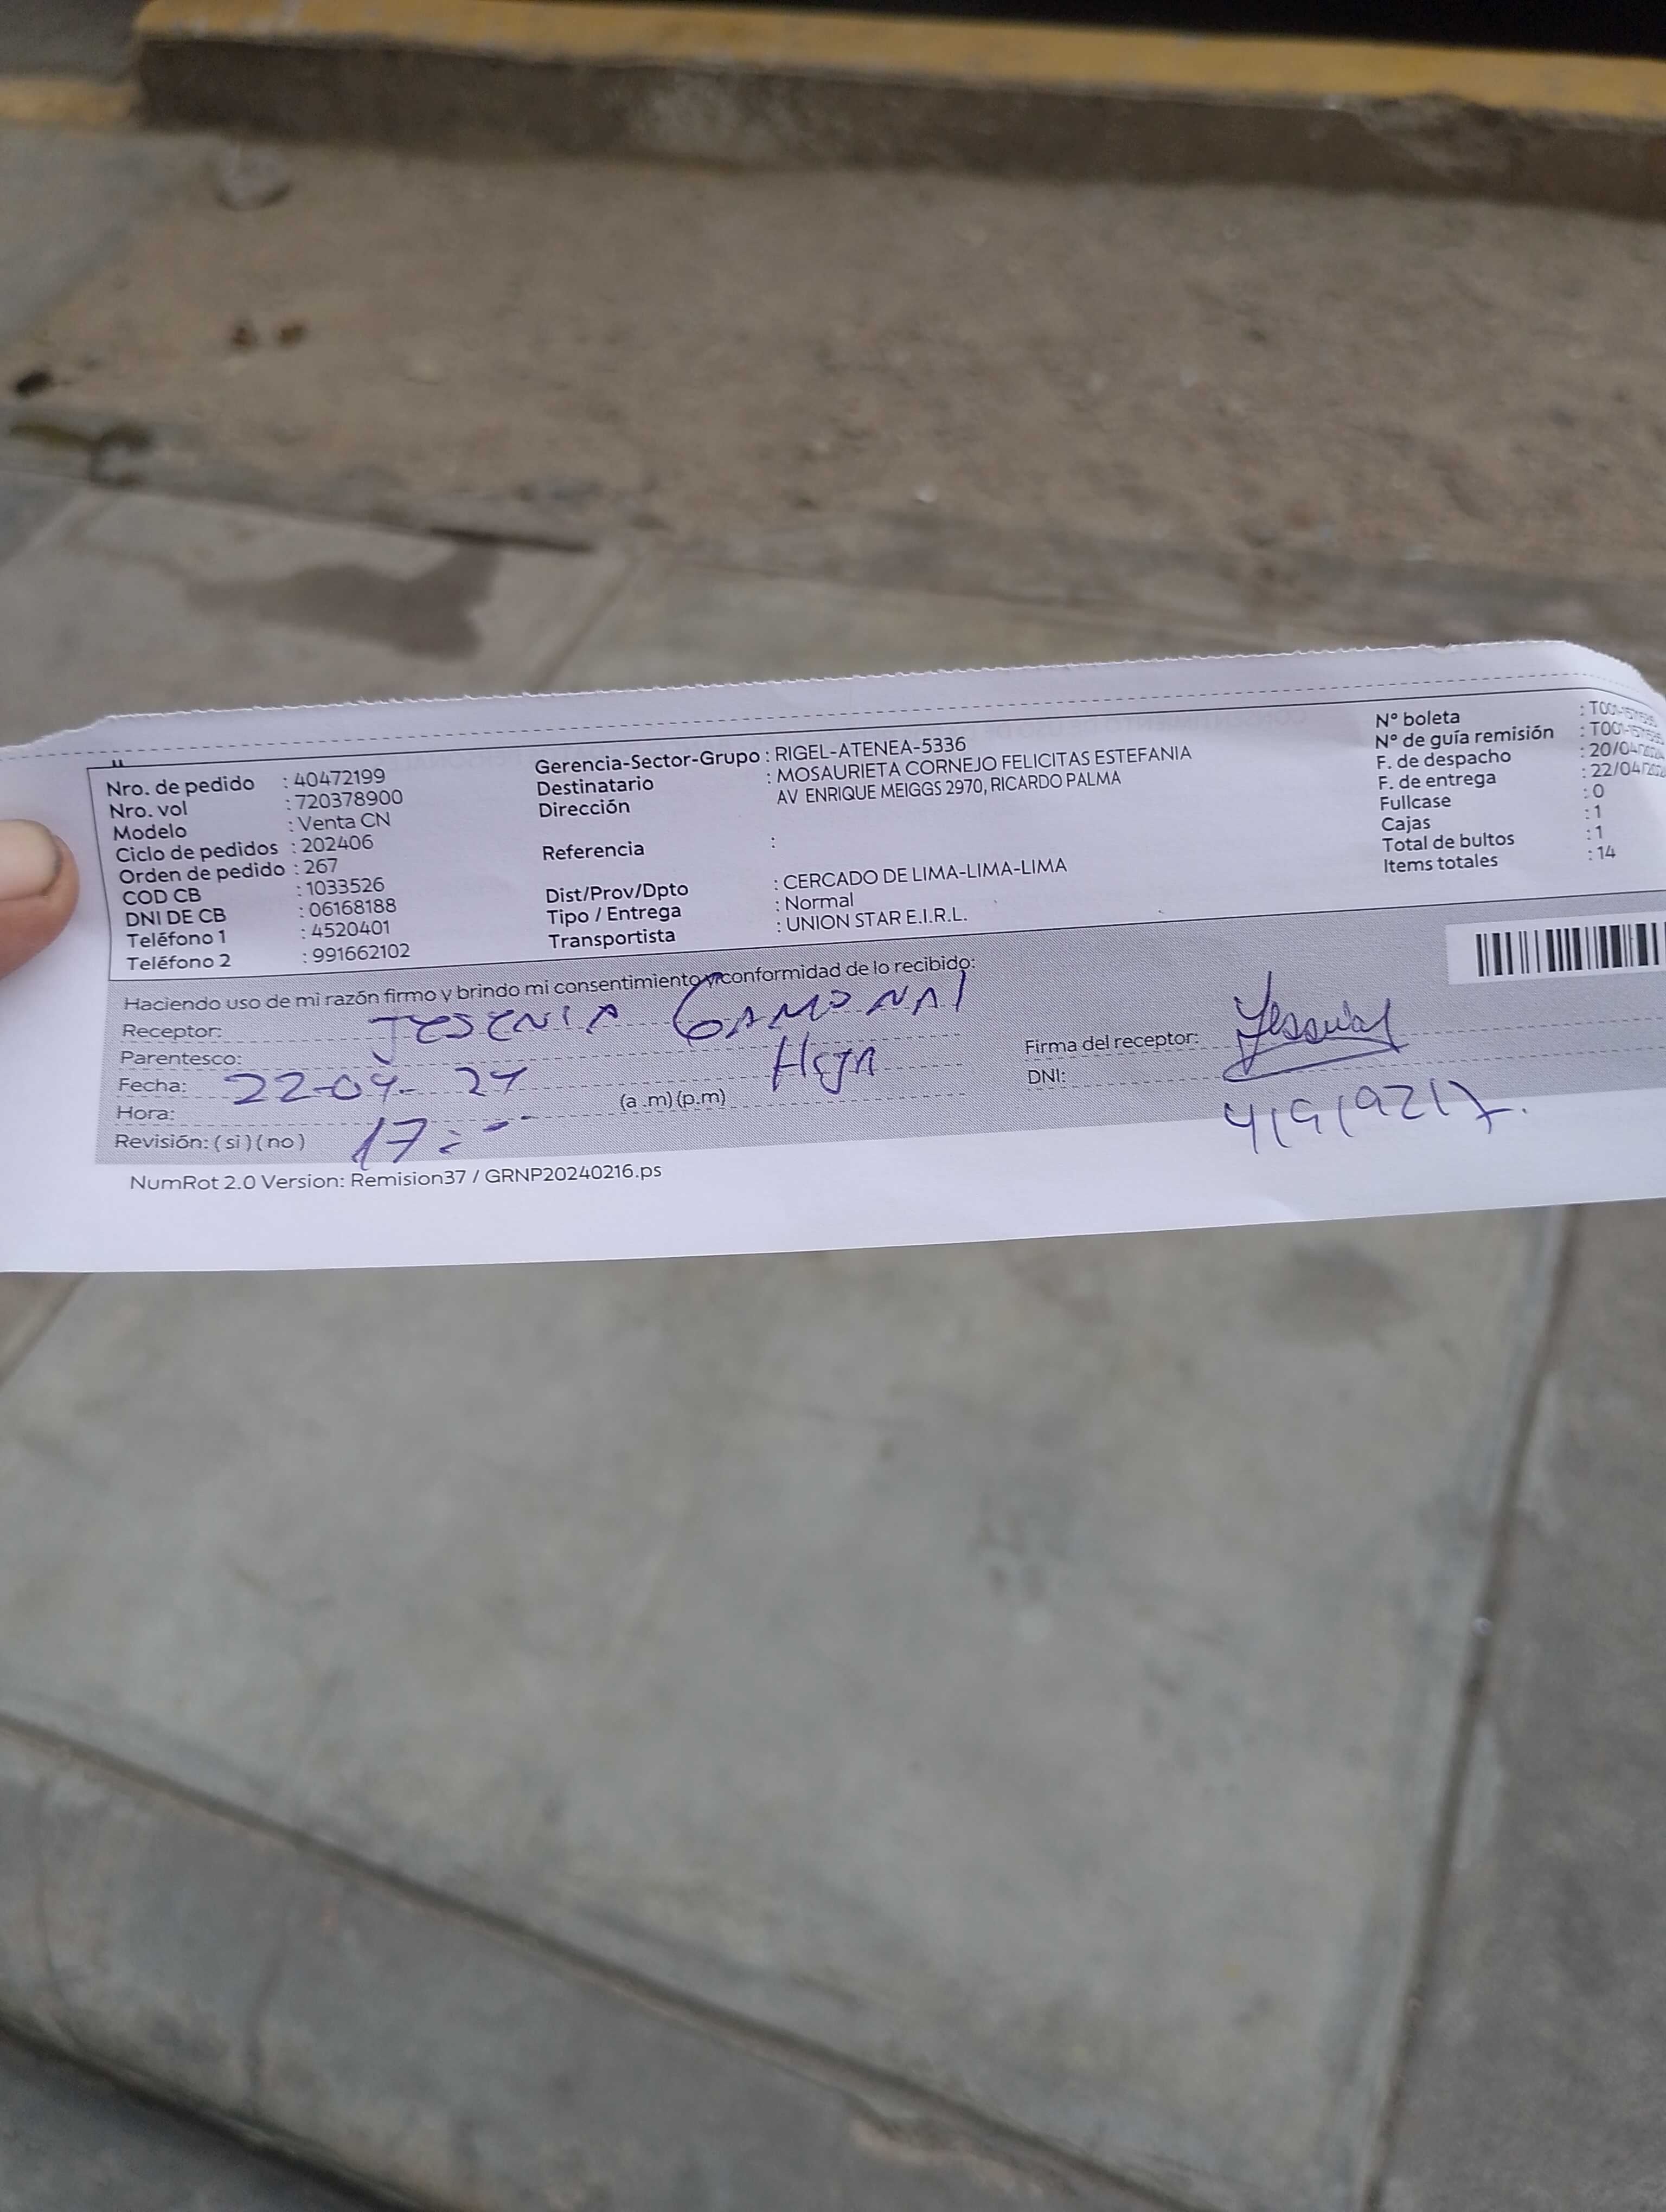 Nro. de pedido : 40472199
Nro. vol : 720378900
Modelo : Venta CN
Ciclo de pedidos : 202406
Orden de pedido : 267
COD CB : 1033526
DNI DE CB : 06168188
Teléfono 1 : 4520401
Teléfono 2 : 991662102
Gerencia-Sector-Grupo : RIGEL-ATENEA-5336
Destinatario : MOSAURIETA CORNEJO FELICITAS ESTEFANIA
Dirección AV ENRIQUE MEIGGS 2970, RICARDO PALMA
Referencia :
Dist/Prov/Dpto : CERCADO DE LIMA-LIMA-LIMA
Tipo / Entrega : Normal
Transportista : UNION STAR E.I.R.L.
N° boleta
N° de guía remisión
F. de despacho : 20/04/2024
F. de entrega : 22/04/2024
Fullcase : 0
Cajas : 1
Total de bultos : 1
Items totales : 14
Haciendo uso de mi razón firmo y brindo mi consentimiento y conformidad de lo recibido:
Receptor: JESENIA GAMONAl
Parentesco: HIJA
Fecha: 22-04-24
Hora: (a .m) (p.m)
17:
Revisión: ( si ) ( no )
Firma del receptor:
DNI:
NumRot 2.0 Version: Remision37 / GRNP20240216.ps